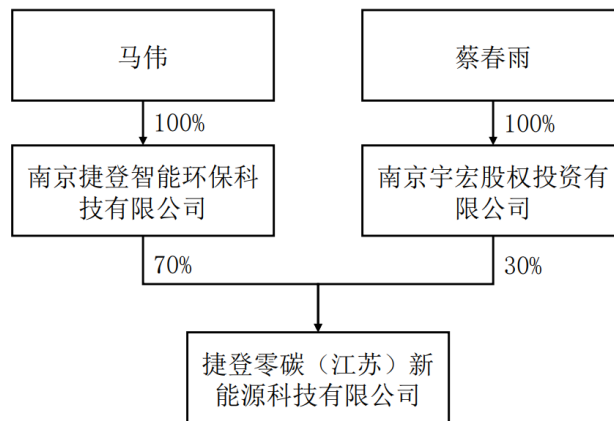 马伟
蔡春雨
100%
100%
南京捷登智能环保科
技有限公司
南京宇宏股权投资有
限公司
70%
30%
捷登零碳（江苏）新
能源科技有限公司